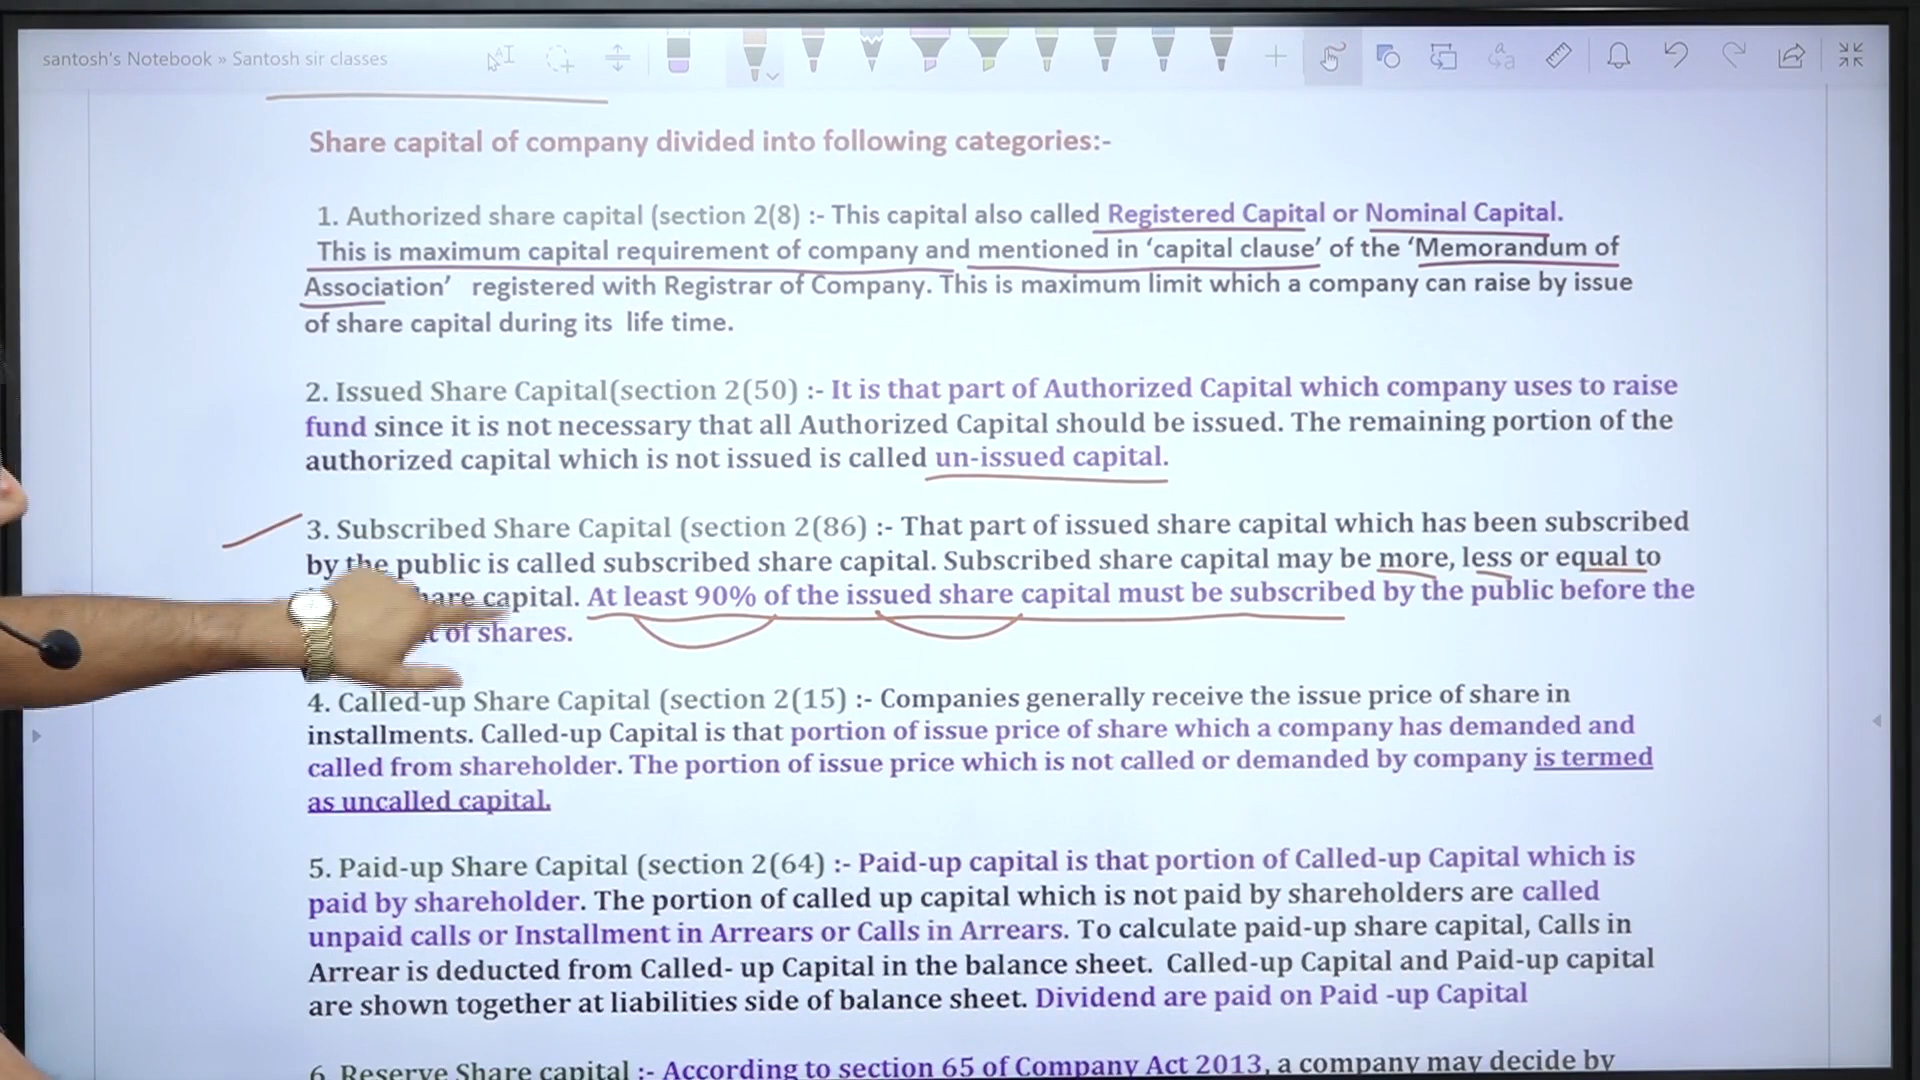 santosh's Notebook » Santosh sir classes
Share capital of company divided into following categories:-
1. Authorized share capital (section 2(8) :- This capital also called Registered Capital or Nominal Capital.
This is maximum capital requirement of company and mentioned in ‘capital clause’ of the ‘Memorandum of
Association’ registered with Registrar of Company. This is maximum limit which a company can raise by issue
of share capital during its life time.
2. Issued Share Capital(section 2(50) :- It is that part of Authorized Capital which company uses to raise
fund since it is not necessary that all Authorized Capital should be issued. The remaining portion of the
authorized capital which is not issued is called un-issued capital.
3. Subscribed Share Capital (section 2(86) :- That part of issued share capital which has been subscribed
by the public is called subscribed share capital. Subscribed share capital may be more, less or equal to
capital. At least 90% of the issued share capital must be subscribed by the public before the
of shares.
4. Called-up Share Capital (section 2(15) :- Companies generally receive the issue price of share in
installments. Called-up Capital is that portion of issue price of share which a company has demanded and
called from shareholder. The portion of issue price which is not called or demanded by company is termed
as uncalled capital.
5. Paid-up Share Capital (section 2(64) :- Paid-up capital is that portion of Called-up Capital which is
paid by shareholder. The portion of called up capital which is not paid by shareholders are called
unpaid calls or Installment in Arrears or Calls in Arrears. To calculate paid-up share capital, Calls in
Arrear is deducted from Called- up Capital in the balance sheet. Called-up Capital and Paid-up capital
are shown together at liabilities side of balance sheet. Dividend are paid on Paid -up Capital
6. Reserve Share capital :- According to section 65 of Company Act 2013, a company may decide by